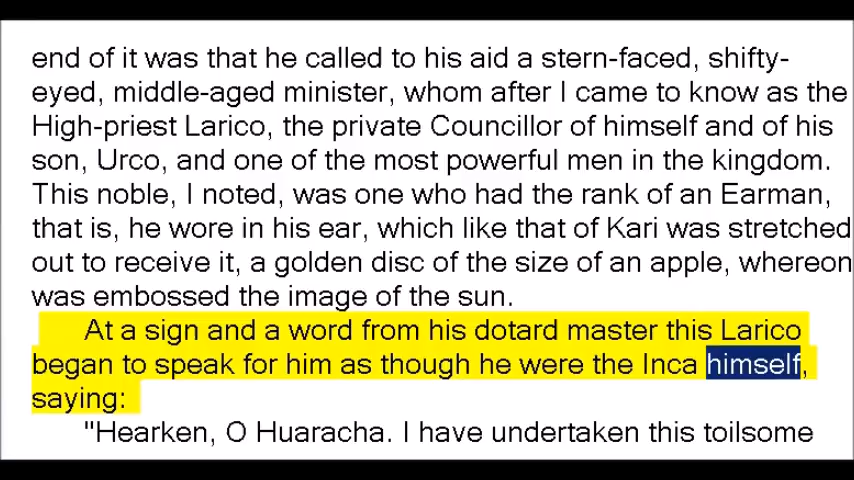 end of it was that he called to his aid a stern-faced, shifty-
eyed, middle-aged minister, whom after I came to know as the
High-priest Larico, the private Councillor of himself and of his
son, Urco, and one of the most powerful men in the kingdom.
This noble, I noted, was one who had the rank of an Earman,
that is, he wore in his ear, which like that of Kari was stretched
out to receive it, a golden disc of the size of an apple, whereon
was embossed the image of the sun.
At a sign and a word from his dotard master this Larico
began to speak for him as though he were the Inca himself,
saying:
"Hearken, O Huaracha. I have undertaken this toilsome